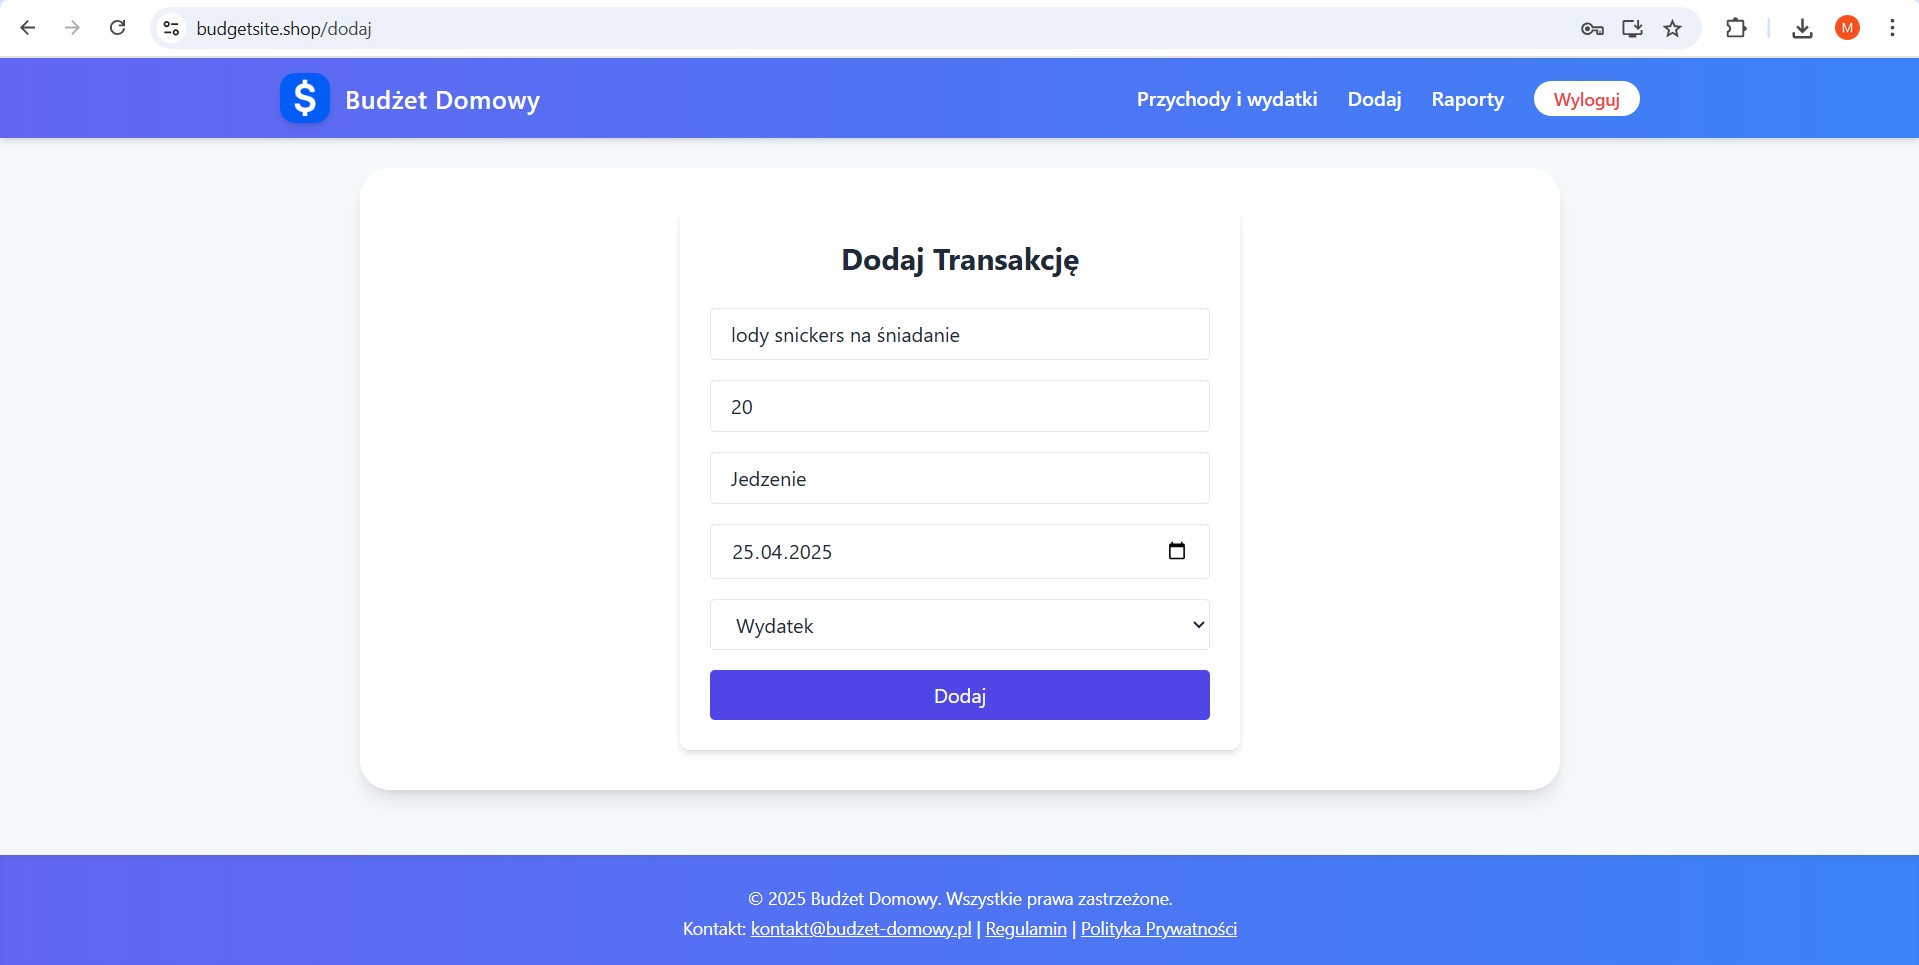 budgetsite.shop/dodaj
M
$ Budżet Domowy
Przychody i wydatki
Dodaj
Raporty
Wyloguj
Dodaj Transakcję
lody snickers na śniadanie
20
Jedzenie
25.04.2025
Wydatek
Dodaj
© 2025 Budżet Domowy. Wszystkie prawa zastrzeżone.
Kontakt: kontakt@budzet-domowy.pl | Regulamin | Polityka Prywatności